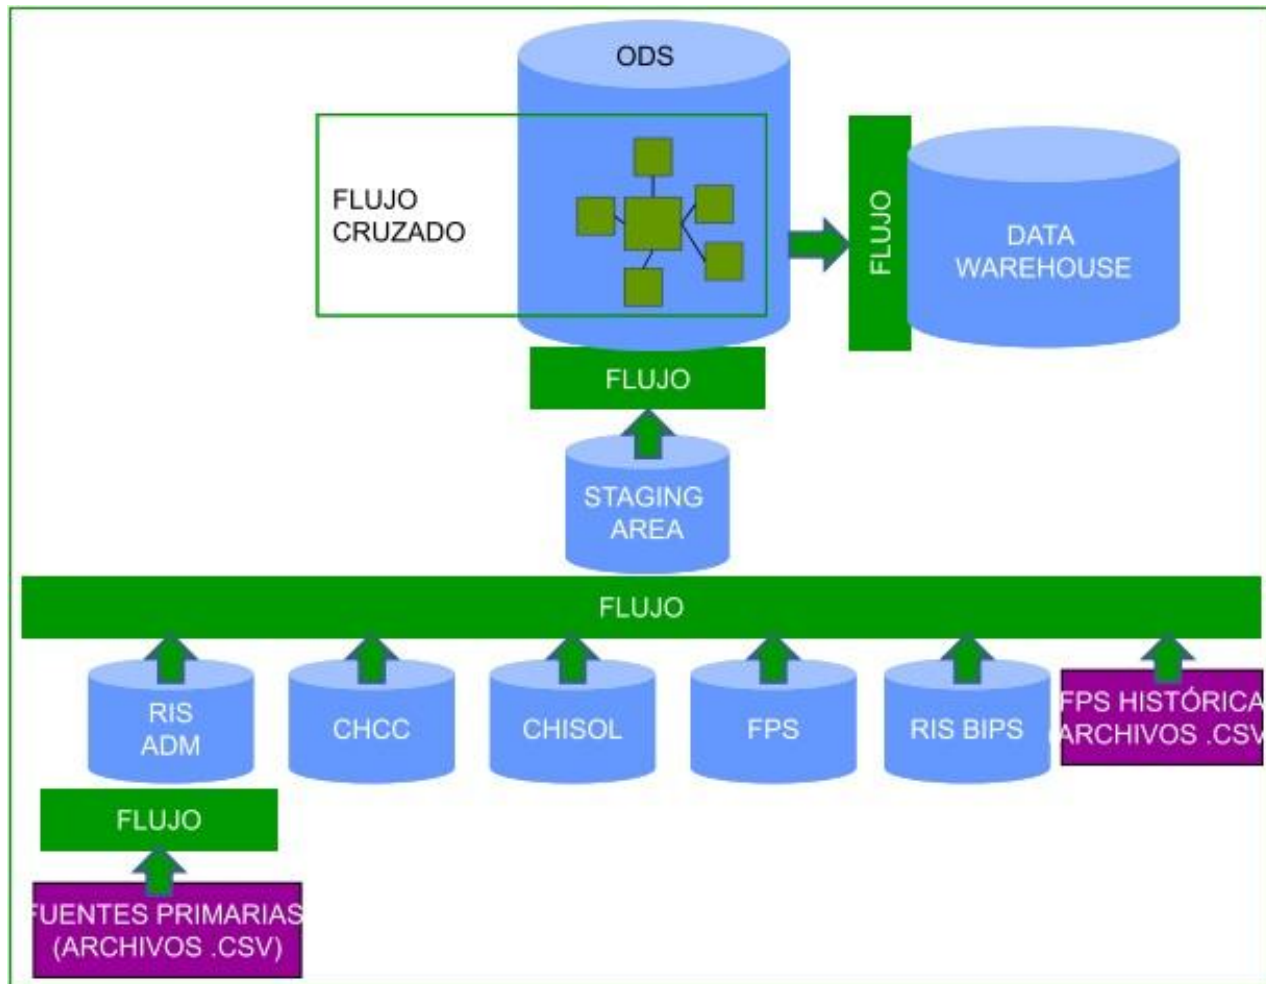 ODS
FLUJO
CRUZADO
FLUJO
DATA
WAREHOUSE
FLUJO
STAGING
AREA
FLUJO
RIS
ADM
CHCC
CHISOL
FPS
RIS BIPS
FPS HISTÓRICA
(ARCHIVOS .CSV
FLUJO
FUENTES PRIMARIAS
(ARCHIVOS .CSV)